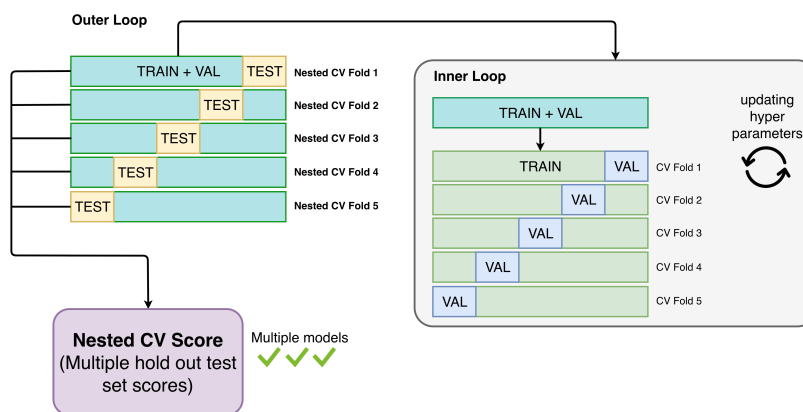 Outer Loop
TRAIN + VAL
TEST
Nested CV Fold 1
TEST
Nested CV Fold 2
TEST
Nested CV Fold 3
TEST
Nested CV Fold 4
TEST
Nested CV Fold 5
Nested CV Score
(Multiple hold out test
set scores)
Multiple models
Inner Loop
TRAIN + VAL
TRAIN
VAL
CV Fold 1
VAL
CV Fold 2
VAL
CV Fold 3
VAL
CV Fold 4
VAL
CV Fold 5
updating
hyper
parameters